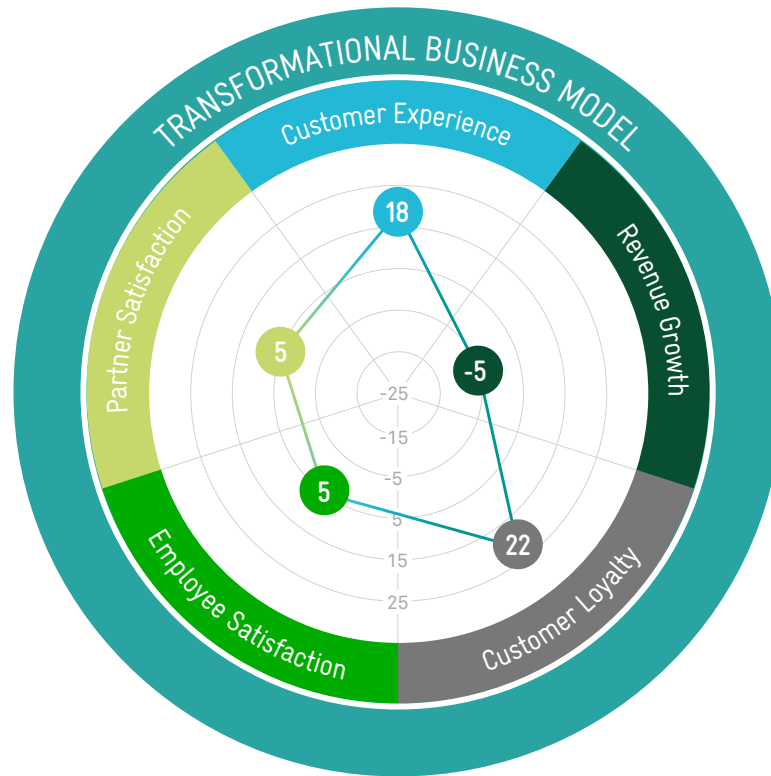 TRANSFORMATIONAL BUSINESS MODEL
Customer Experience
Partner Satisfaction
Revenue Growth
18
5
-5
-25
-15
-5
5
5
22
15
25
Employee Satisfaction
Customer Loyalty